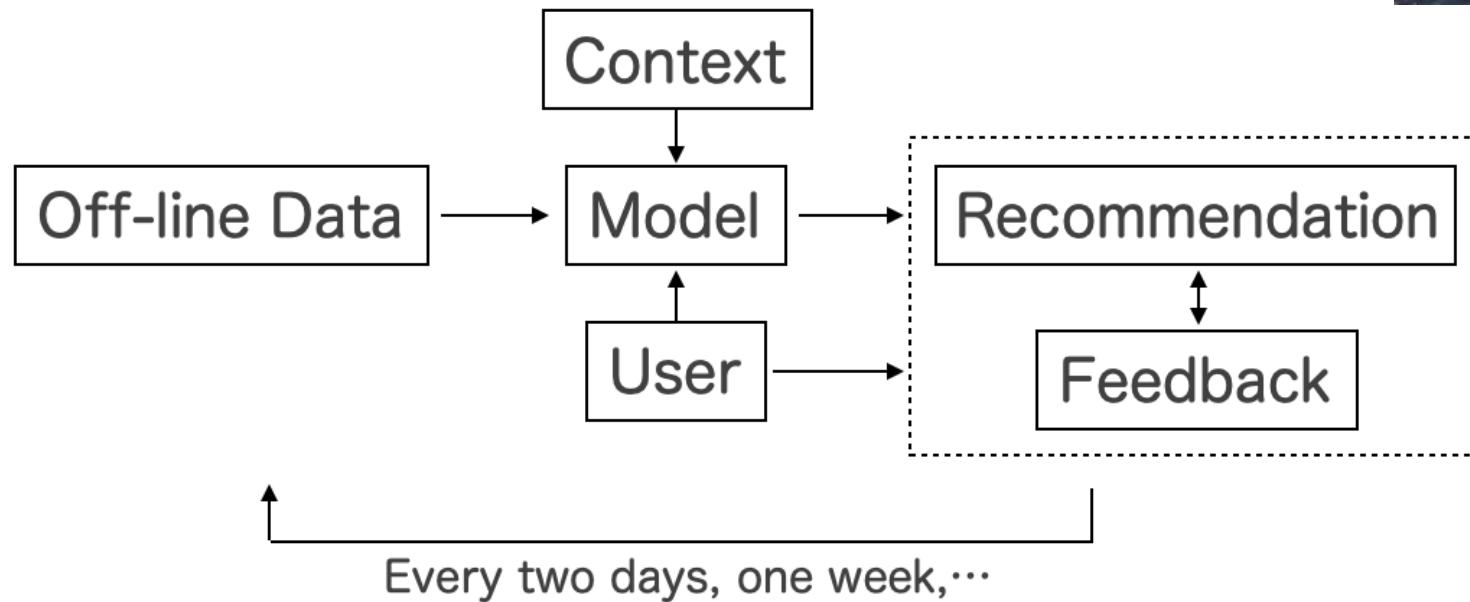 Context
Off-line Data
Model
Recommendation
User
Feedback
Every two days, one week,⋯